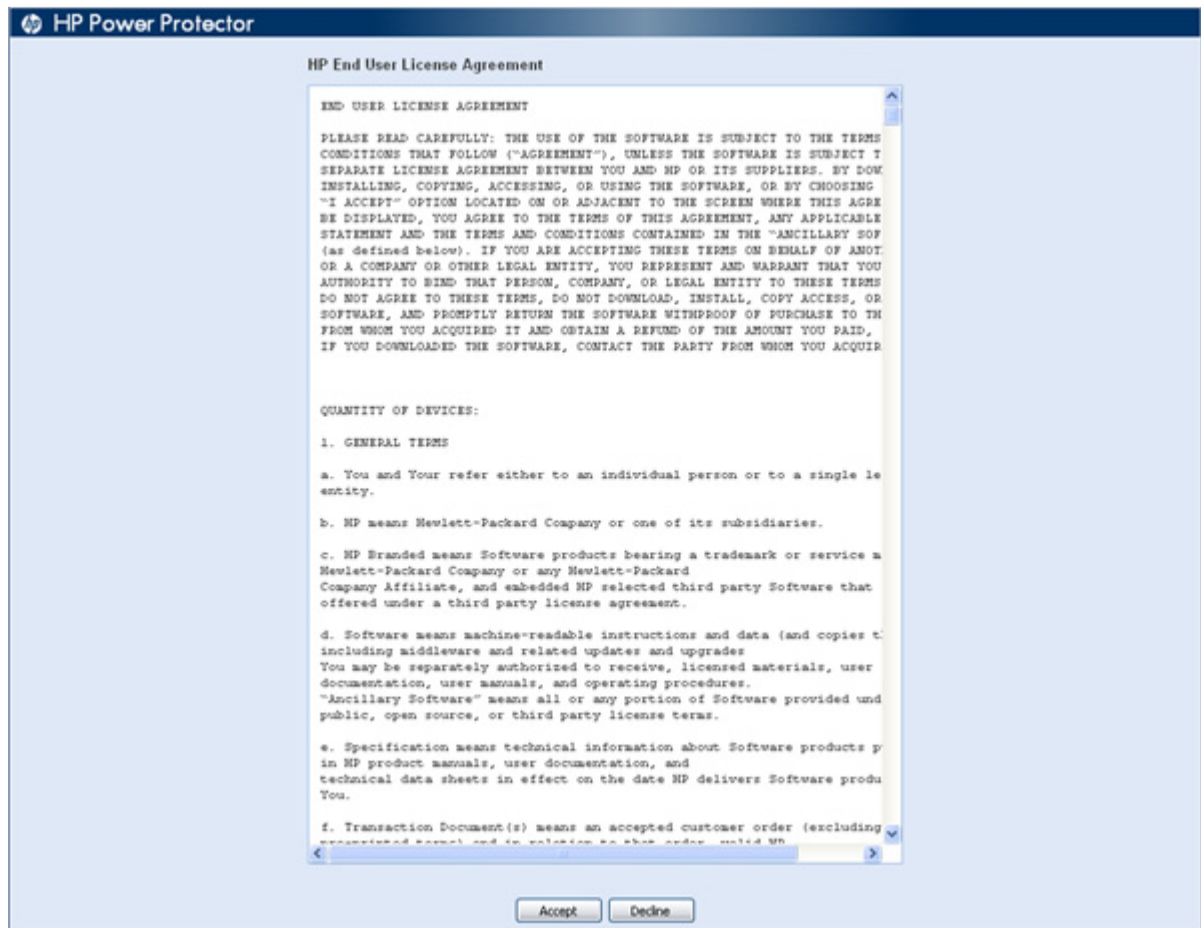 hp HP Power Protector
HP End User License Agreement
END USER LICENSE AGREEMENT
PLEASE READ CAREFULLY: THE USE OF THE SOFTWARE IS SUBJECT TO THE TERMS
CONDITIONS THAT FOLLOW ("AGREEMENT"), UNLESS THE SOFTWARE IS SUBJECT T
SEPARATE LICENSE AGREEMENT BETWEEN YOU AND HP OR ITS SUPPLIERS. BY DOW
INSTALLING, COPYING, ACCESSING, OR USING THE SOFTWARE, OR BY CHOOSING
"I ACCEPT" OPTION LOCATED ON OR ADJACENT TO THE SCREEN WHERE THIS AGRE
BE DISPLAYED, YOU AGREE TO THE TERMS OF THIS AGREEMENT, ANY APPLICABLE
STATEMENT AND THE TERMS AND CONDITIONS CONTAINED IN THE "ANCILLARY SOF
(as defined below). IF YOU ARE ACCEPTING THESE TERMS ON BEHALF OF ANOT
OR A COMPANY OR OTHER LEGAL ENTITY, YOU REPRESENT AND WARRANT THAT YOU
AUTHORITY TO BIND THAT PERSON, COMPANY, OR LEGAL ENTITY TO THESE TERMS
DO NOT AGREE TO THESE TERMS, DO NOT DOWNLOAD, INSTALL, COPY ACCESS, OR
SOFTWARE, AND PROMPTLY RETURN THE SOFTWARE WITHPROOF OF PURCHASE TO TH
FROM WHOM YOU ACQUIRED IT AND OBTAIN A REFUND OF THE AMOUNT YOU PAID,
IF YOU DOWNLOADED THE SOFTWARE, CONTACT THE PARTY FROM WHOM YOU ACQUIR
QUANTITY OF DEVICES:
1. GENERAL TERMS
a. You and Your refer either to an individual person or to a single le
entity.
b. HP means Hewlett-Packard Company or one of its subsidiaries.
c. HP Branded means Software products bearing a trademark or service m
Hewlett-Packard Company or any Hewlett-Packard
Company Affiliate, and embedded HP selected third party Software that
offered under a third party license agreement.
d. Software means machine-readable instructions and data (and copies t
including middleware and related updates and upgrades
You may be separately authorized to receive, licensed materials, user
documentation, user manuals, and operating procedures.
"Ancillary Software" means all or any portion of Software provided und
public, open source, or third party license terms.
e. Specification means technical information about Software products p
in HP product manuals, user documentation, and
technical data sheets in effect on the date HP delivers Software produ
You.
f. Transaction Document(s) means an accepted customer order (excluding
preprinted terms) and in relation to that order, valid HP
Accept Decline